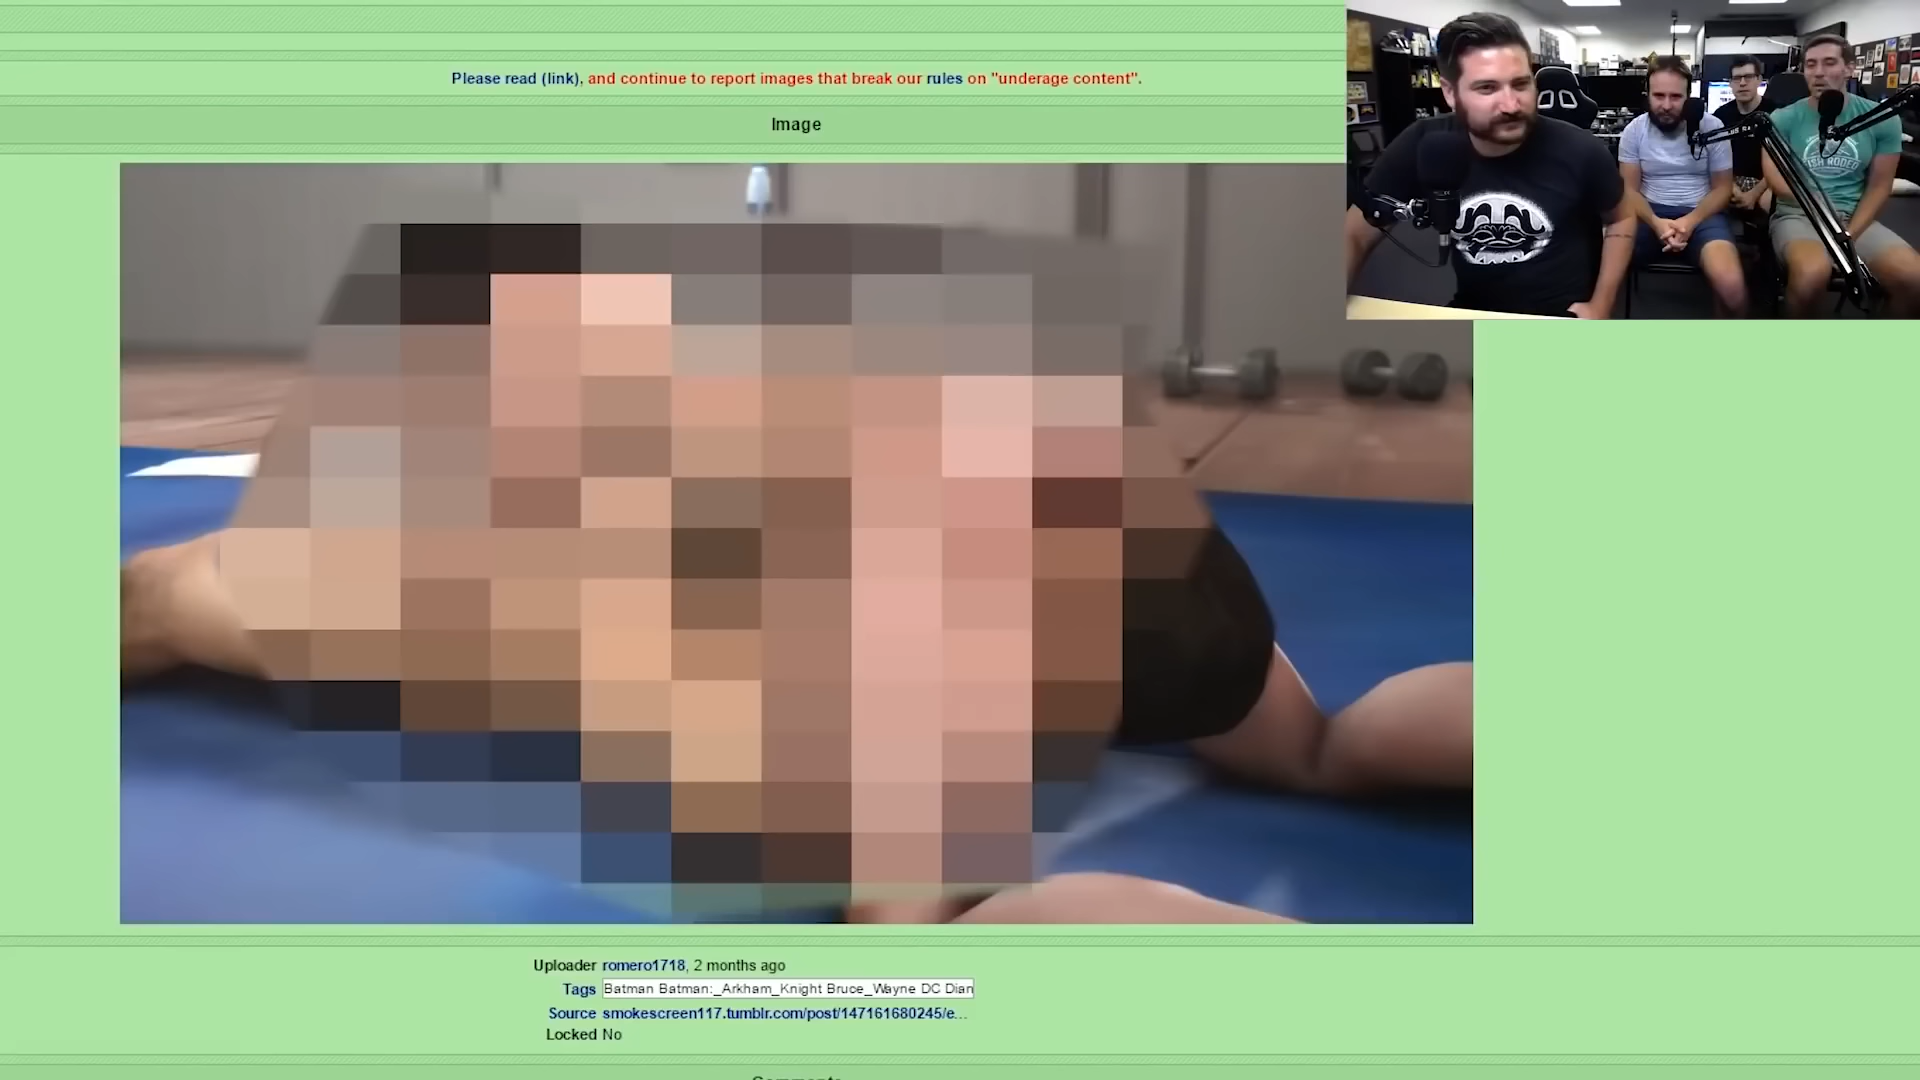 Please read (link), and continue to report images that break our rules on "underage content".
Image
Uploader romero1718, 2 months ago
Tags Batman Batman:_Arkham_Knight Bruce_Wayne DC Dian
Source smokescreen117.tumblr.com/post/147161680245/e...
Locked No